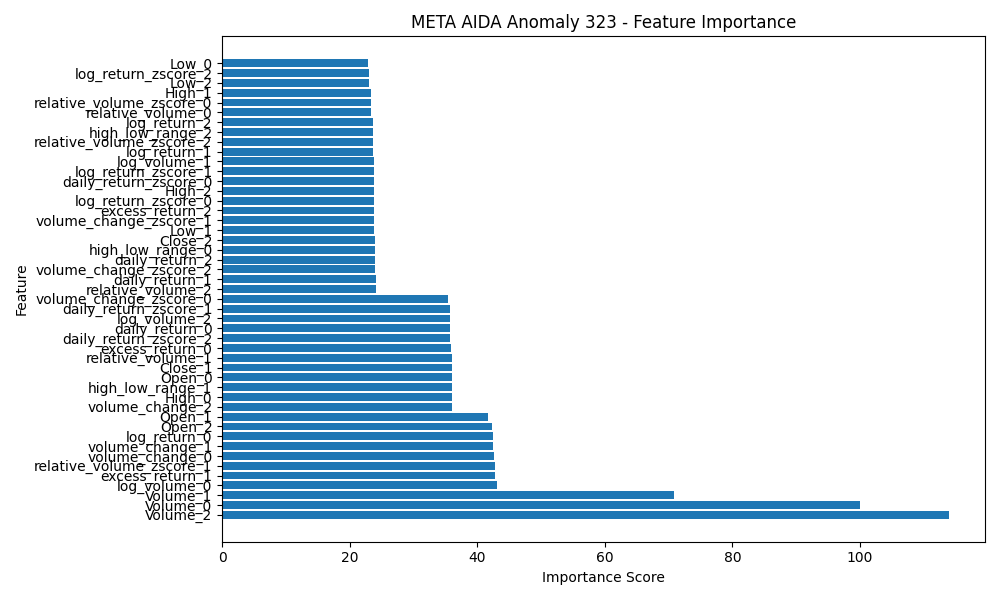 META AIDA Anomaly 323 - Feature Importance
Feature
Low_0
log_return_zscore_2
Low_2
High_1
relative_volume_zscore_0
relative_volume_0
log_return_2
high_low_range_2
relative_volume_zscore_2
log_return_1
log_volume_1
log_return_zscore_1
daily_return_zscore_0
High_2
log_return_zscore_0
excess_return_2
volume_change_zscore_1
Low_1
Close_2
high_low_range_0
daily_return_2
volume_change_zscore_2
daily_return_1
relative_volume_2
volume_change_zscore_0
daily_return_zscore_1
log_volume_2
daily_return_0
daily_return_zscore_2
excess_return_0
relative_volume_1
Close_1
Open_0
high_low_range_1
High_0
volume_change_2
Open_1
Open_2
log_return_0
volume_change_1
volume_change_0
relative_volume_zscore_1
excess_return_1
log_volume_0
Volume_1
Volume_0
Volume_2
0 20 40 60 80 100
Importance Score